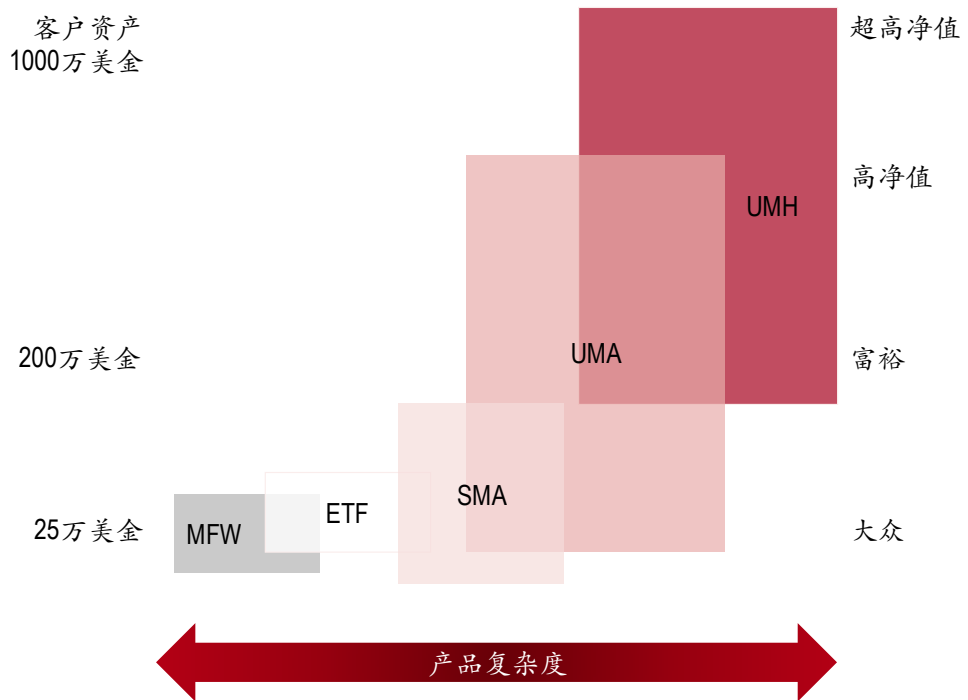 客户资产
1000万美金
超高净值
高净值
UMH
200万美金
UMA
富裕
SMA
ETF
25万美金
MFW
大众
产品复杂度